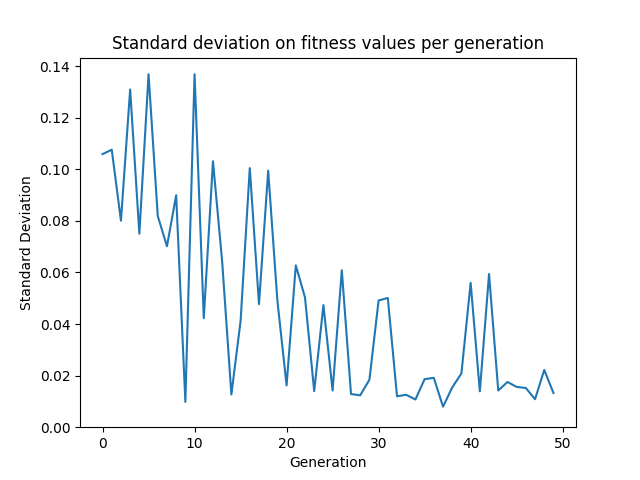 Standard deviation on fitness values per generation
0.14
0.12
0.10
0.08
0.06
0.04
0.02
0.00
Standard Deviation
0 10 20 30 40 50
Generation